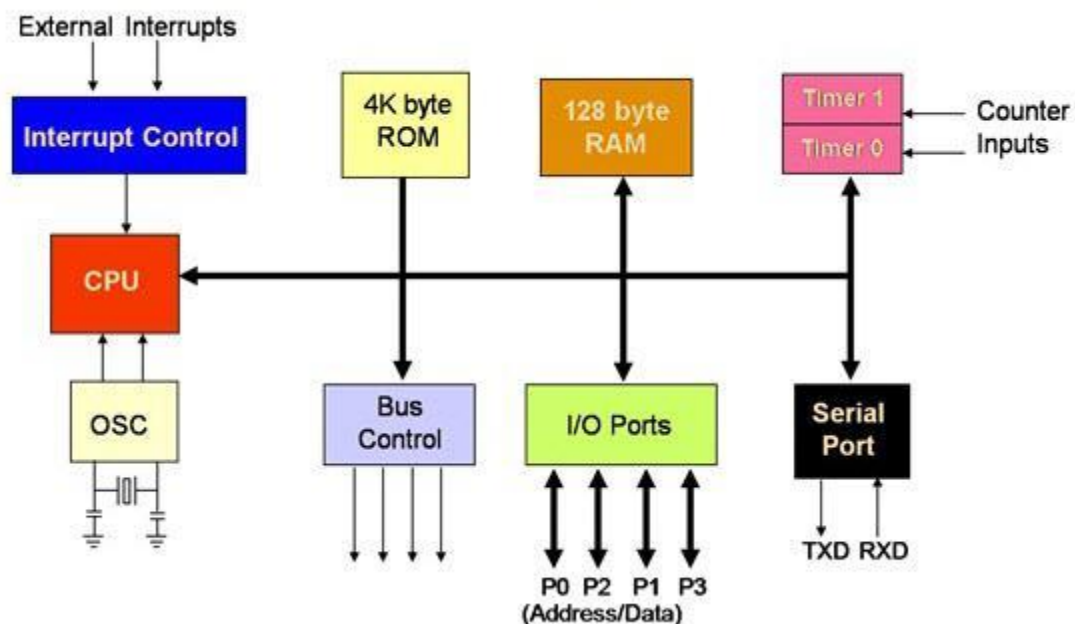 External Interrupts
Interrupt Control
4K byte
ROM
128 byte
RAM
Timer 1
Timer 0
Counter
Inputs
CPU
OSC
Bus
Control
I/O Ports
Serial
Port
P0 P2 P1 P3
(Address/Data)
TXD RXD